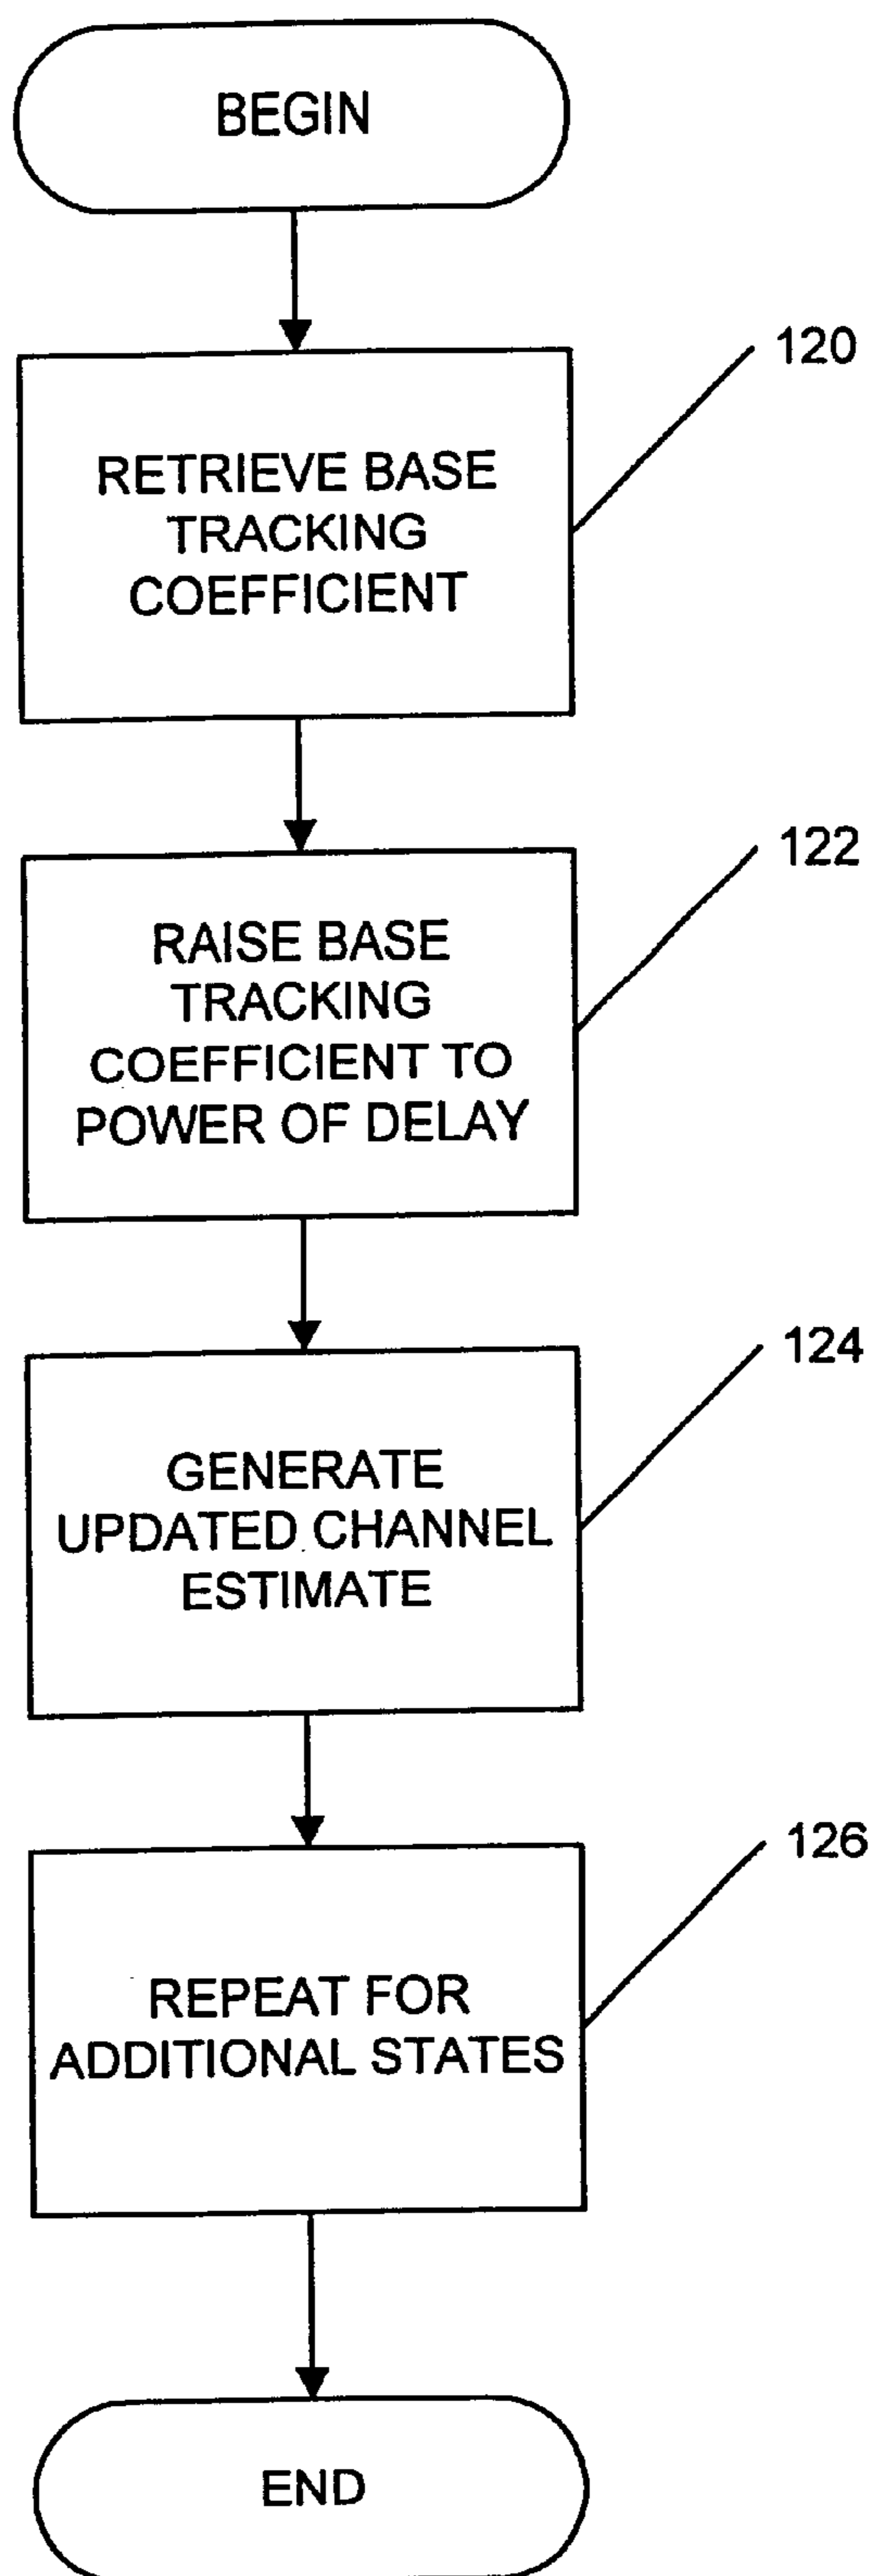 BEGIN
120
RETRIEVE BASE
TRACKING
COEFFICIENT
122
RAISE BASE
TRACKING
COEFFICIENT TO
POWER OF DELAY
124
GENERATE
UPDATED CHANNEL
ESTIMATE
126
REPEAT FOR
ADDITIONAL STATES
END